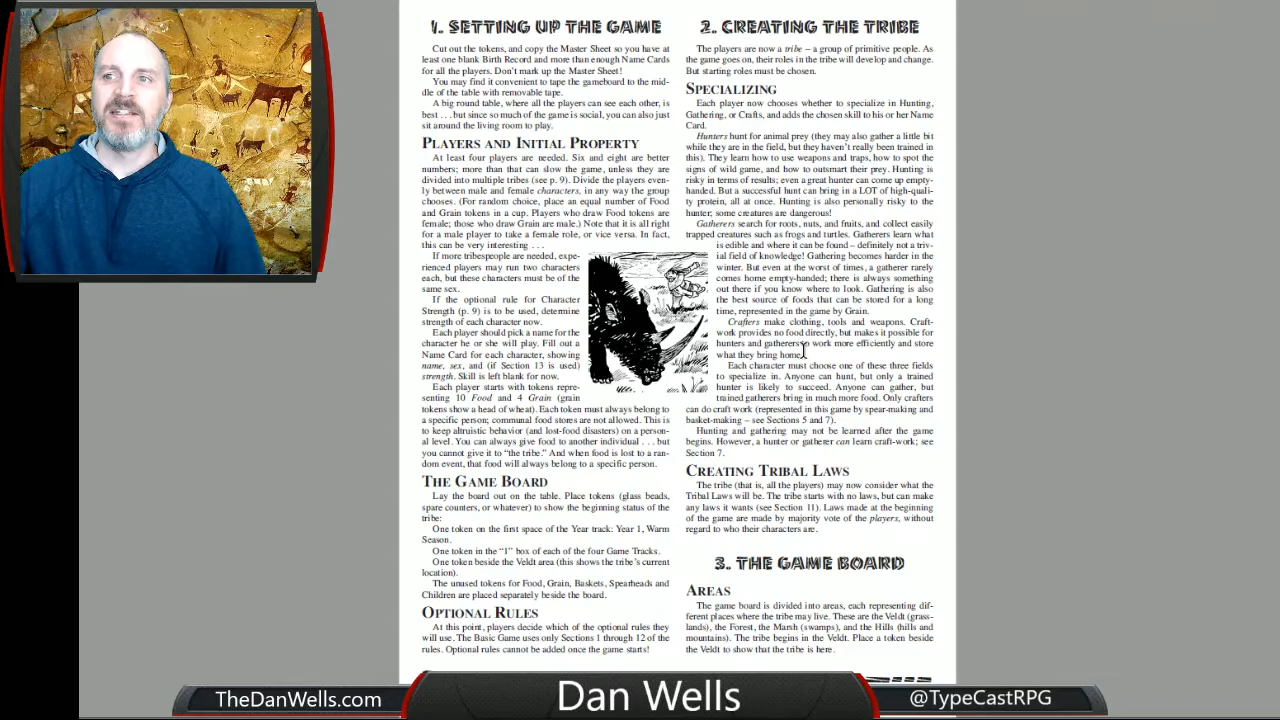 1. SETTING UP THE GAME
Cut out the tokens, and copy the Master Sheet so you have at
least one blank Birth Record and more than enough Name Cards
for all the players. Don't mark up the Master Sheet!
You may find it convenient to tape the gameboard to the mid-
dle of the table with removable tape.
A big round table, where all the players can see each other, is
best . . . but since so much of the game is social, you can also just
sit around the living room to play.
PLAYERS AND INITIAL PROPERTY
At least four players are needed. Six and eight are better
numbers; more than that can slow the game, unless they are
divided into multiple tribes (see p. 9). Divide the players even-
ly between male and female characters, in any way the group
chooses. (For random choice, place an equal number of Food
and Grain tokens in a cup. Players who draw Food tokens are
female; those who draw Grain are male.) Note that it is all right
for a male player to take a female role, or vice versa. In fact,
this can be very interesting . . .
If more tribespeople are needed, expe-
rienced players may run two characters
each, but these characters must be of the
same sex.
If the optional rule for Character
Strength (p. 9) is to be used, determine
strength of each character now.
Each player should pick a name for the
character he or she will play. Fill out a
Name Card for each character, showing
name, sex, and (if Section 13 is used)
strength. Skill is left blank for now.
Each player starts with tokens repre-
senting 10 Food and 4 Grain (grain
tokens show a head of wheat). Each token must always belong to
a specific person; communal food stores are not allowed. This is
to keep altruistic behavior (and lost-food disasters) on a person-
al level. You can always give food to another individual . . . but
you cannot give it to "the tribe." And when food is lost to a ran-
dom event, that food will always belong to a specific person.
THE GAME BOARD
Lay the board out on the table. Place tokens (glass beads,
spare counters, or whatever) to show the beginning status of the
tribe:
One token on the first space of the Year track: Year 1, Warm
Season.
One token in the "1" box of each of the four Game Tracks.
One token beside the Veldt area (this shows the tribe's current
location).
The unused tokens for Food, Grain, Baskets, Spearheads and
Children are placed separately beside the board.
OPTIONAL RULES
At this point, players decide which of the optional rules they
will use. The Basic Game uses only Sections 1 through 12 of the
rules. Optional rules cannot be added once the game starts!
2. CREATING THE TRIBE
The players are now a tribe – a group of primitive people. As
the game goes on, their roles in the tribe will develop and change.
But starting roles must be chosen.
SPECIALIZING
Each player now chooses whether to specialize in Hunting,
Gathering, or Crafts, and adds the chosen skill to his or her Name
Card.
Hunters hunt for animal prey (they may also gather a little bit
while they are in the field, but they haven't really been trained in
this). They learn how to use weapons and traps, how to spot the
signs of wild game, and how to outsmart their prey. Hunting is
risky in terms of results; even a great hunter can come up empty-
handed. But a successful hunt can bring in a LOT of high-quali-
ty protein, all at once. Hunting is also personally risky to the
hunter; some creatures are dangerous!
Gatherers search for roots, nuts, and fruits, and collect easily
trapped creatures such as frogs and turtles. Gatherers learn what
is edible and where it can be found – definitely not a triv-
ial field of knowledge! Gathering becomes harder in the
winter. But even at the worst of times, a gatherer rarely
comes home empty-handed; there is always something
out there if you know where to look. Gathering is also
the best source of foods that can be stored for a long
time, represented in the game by Grain.
Crafters make clothing, tools and weapons. Craft-
work provides no food directly, but makes it possible for
hunters and gatherers to work more efficiently and store
what they bring home.
Each character must choose one of these three fields
to specialize in. Anyone can hunt, but only a trained
hunter is likely to succeed. Anyone can gather, but
trained gatherers bring in much more food. Only crafters
can do craft work (represented in this game by spear-making and
basket-making – see Sections 5 and 7).
Hunting and gathering may not be learned after the game
begins. However, a hunter or gatherer can learn craft-work; see
Section 7.
CREATING TRIBAL LAWS
The tribe (that is, all the players) may now consider what the
Tribal Laws will be. The tribe starts with no laws, but can make
any laws it wants (see Section 11). Laws made at the beginning
of the game are made by majority vote of the players, without
regard to who their characters are.
3. THE GAME BOARD
AREAS
The game board is divided into areas, each representing dif-
ferent places where the tribe may live. These are the Veldt (grass-
lands), the Forest, the Marsh (swamps), and the Hills (hills and
mountains). The tribe begins in the Veldt. Place a token beside
the Veldt to show that the tribe is here.
TheDanWells.com
Dan Wells
@TypeCastRPG